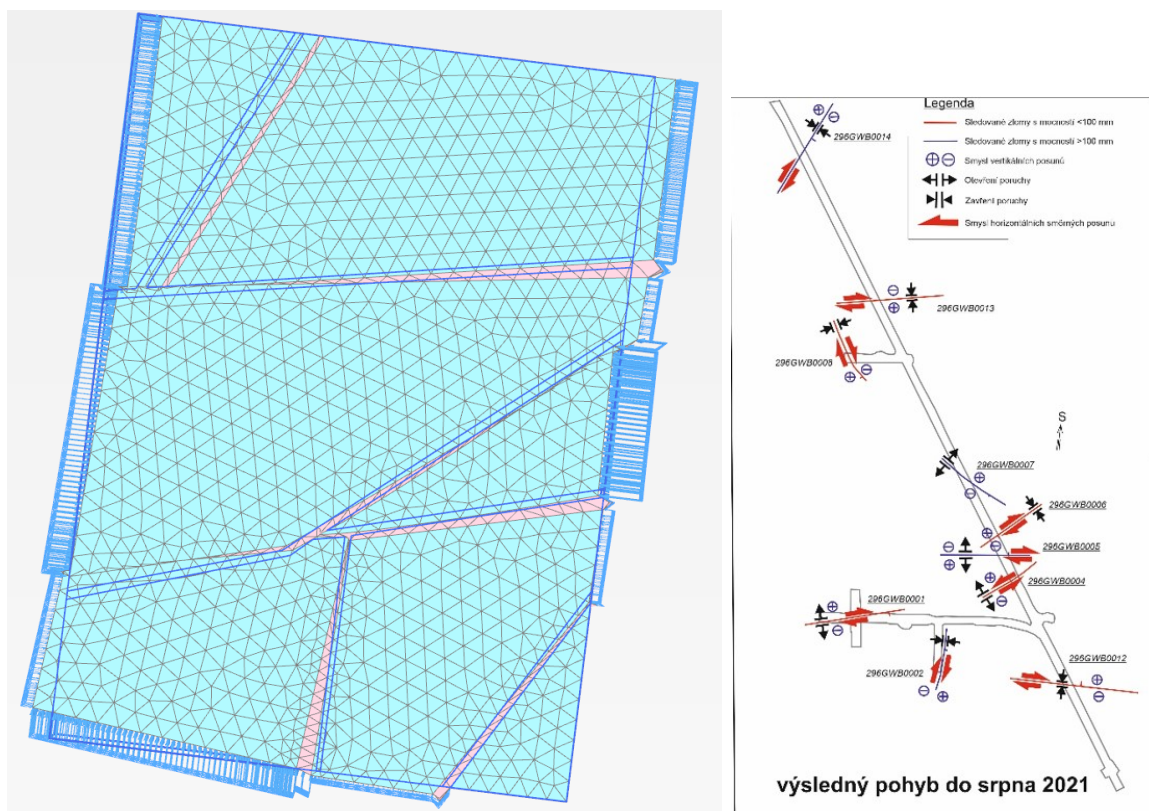 Legenda
Sledované zlomy s mocností <100 mm
Sledované zlomy s mocností >100 mm
Smysl vertikálních posunů
Otevření poruchy
Zavření poruchy
Smysl horizontálních směrných posunu
296GWB0014
296GWB0013
296GWB0008
S
296GWB0007
296GWB0006
296GWB0005
296GWB0004
296GWB0001
296GWB0002
296GWB0012
výsledný pohyb do srpna 2021